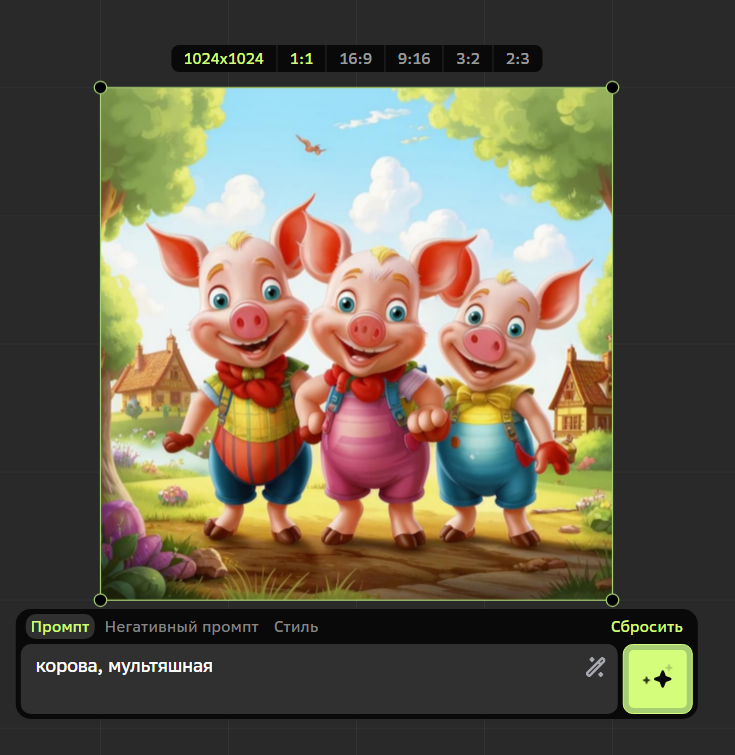 1024x1024 1:1 16:9 9:16 3:2 2:3
Промпт Негативный промпт Стиль Сбросить
корова, мультяшная